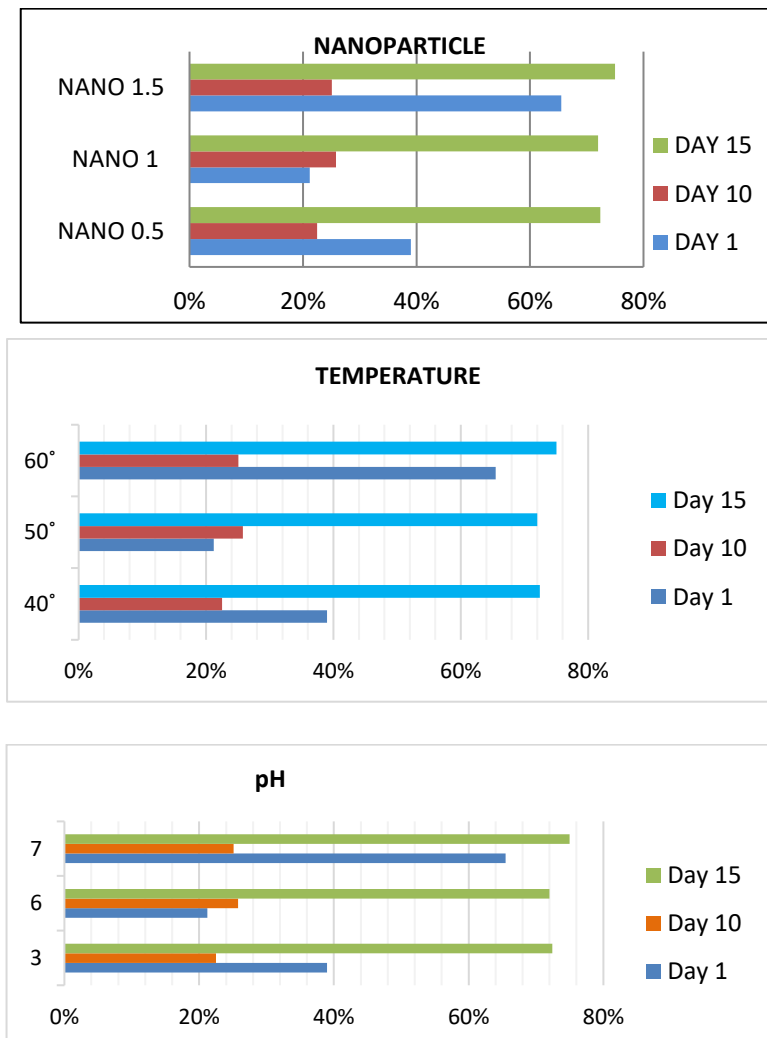 NANOPARTICLE
NANO 1.5
NANO 1
NANO 0.5
DAY 15
DAY 10
DAY 1
0% 20% 40% 60% 80%
TEMPERATURE
60˚
50˚
40˚
Day 15
Day 10
Day 1
0% 20% 40% 60% 80%
pH
7
6
3
Day 15
Day 10
Day 1
0% 20% 40% 60% 80%